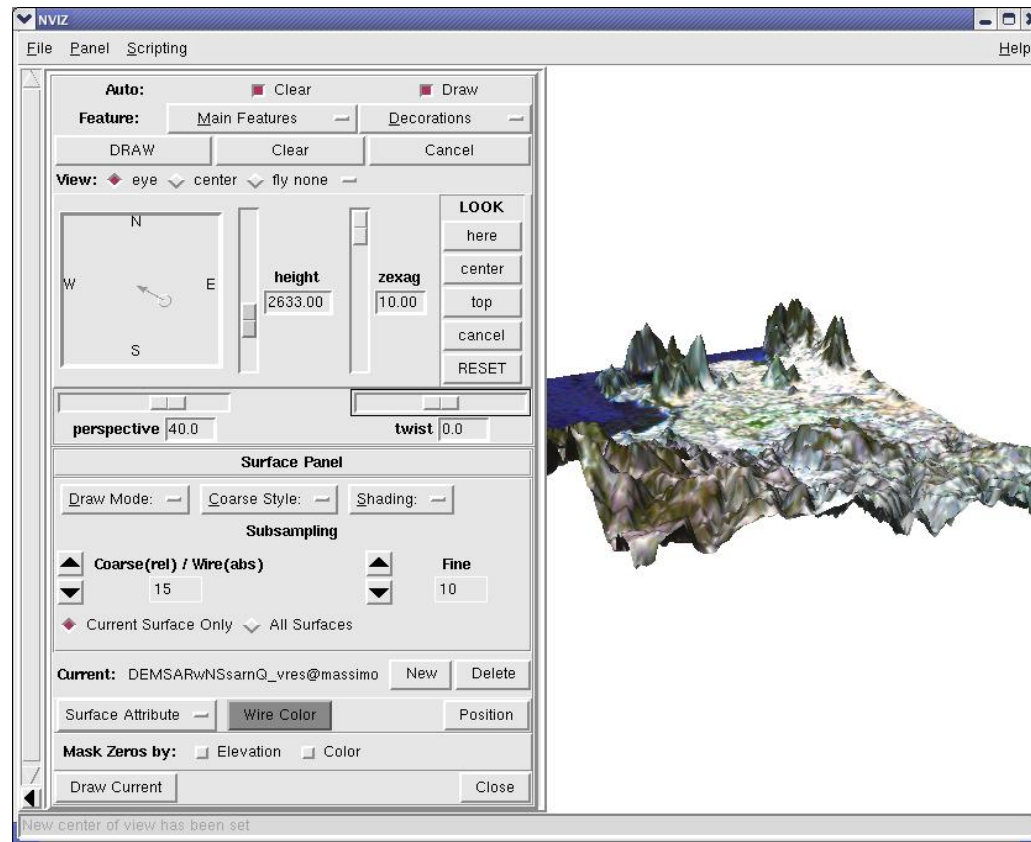 NVIZ
File Panel Scripting Help
Auto: Clear Draw
Feature: Main Features Decorations
DRAW Clear Cancel
View: eye center fly none
N
W E
S
height
2633.00
zexag
10.00
LOOK
here
center
top
cancel
RESET
perspective 40.0 twist 0.0
Surface Panel
Draw Mode: Coarse Style: Shading:
Subsampling
Coarse(rel) / Wire(abs) Fine
15 10
Current Surface Only All Surfaces
Current: DEMSARwNSsarnQ_vres@massimo New Delete
Surface Attribute Wire Color Position
Mask Zeros by: Elevation Color
Draw Current Close
New center of view has been set